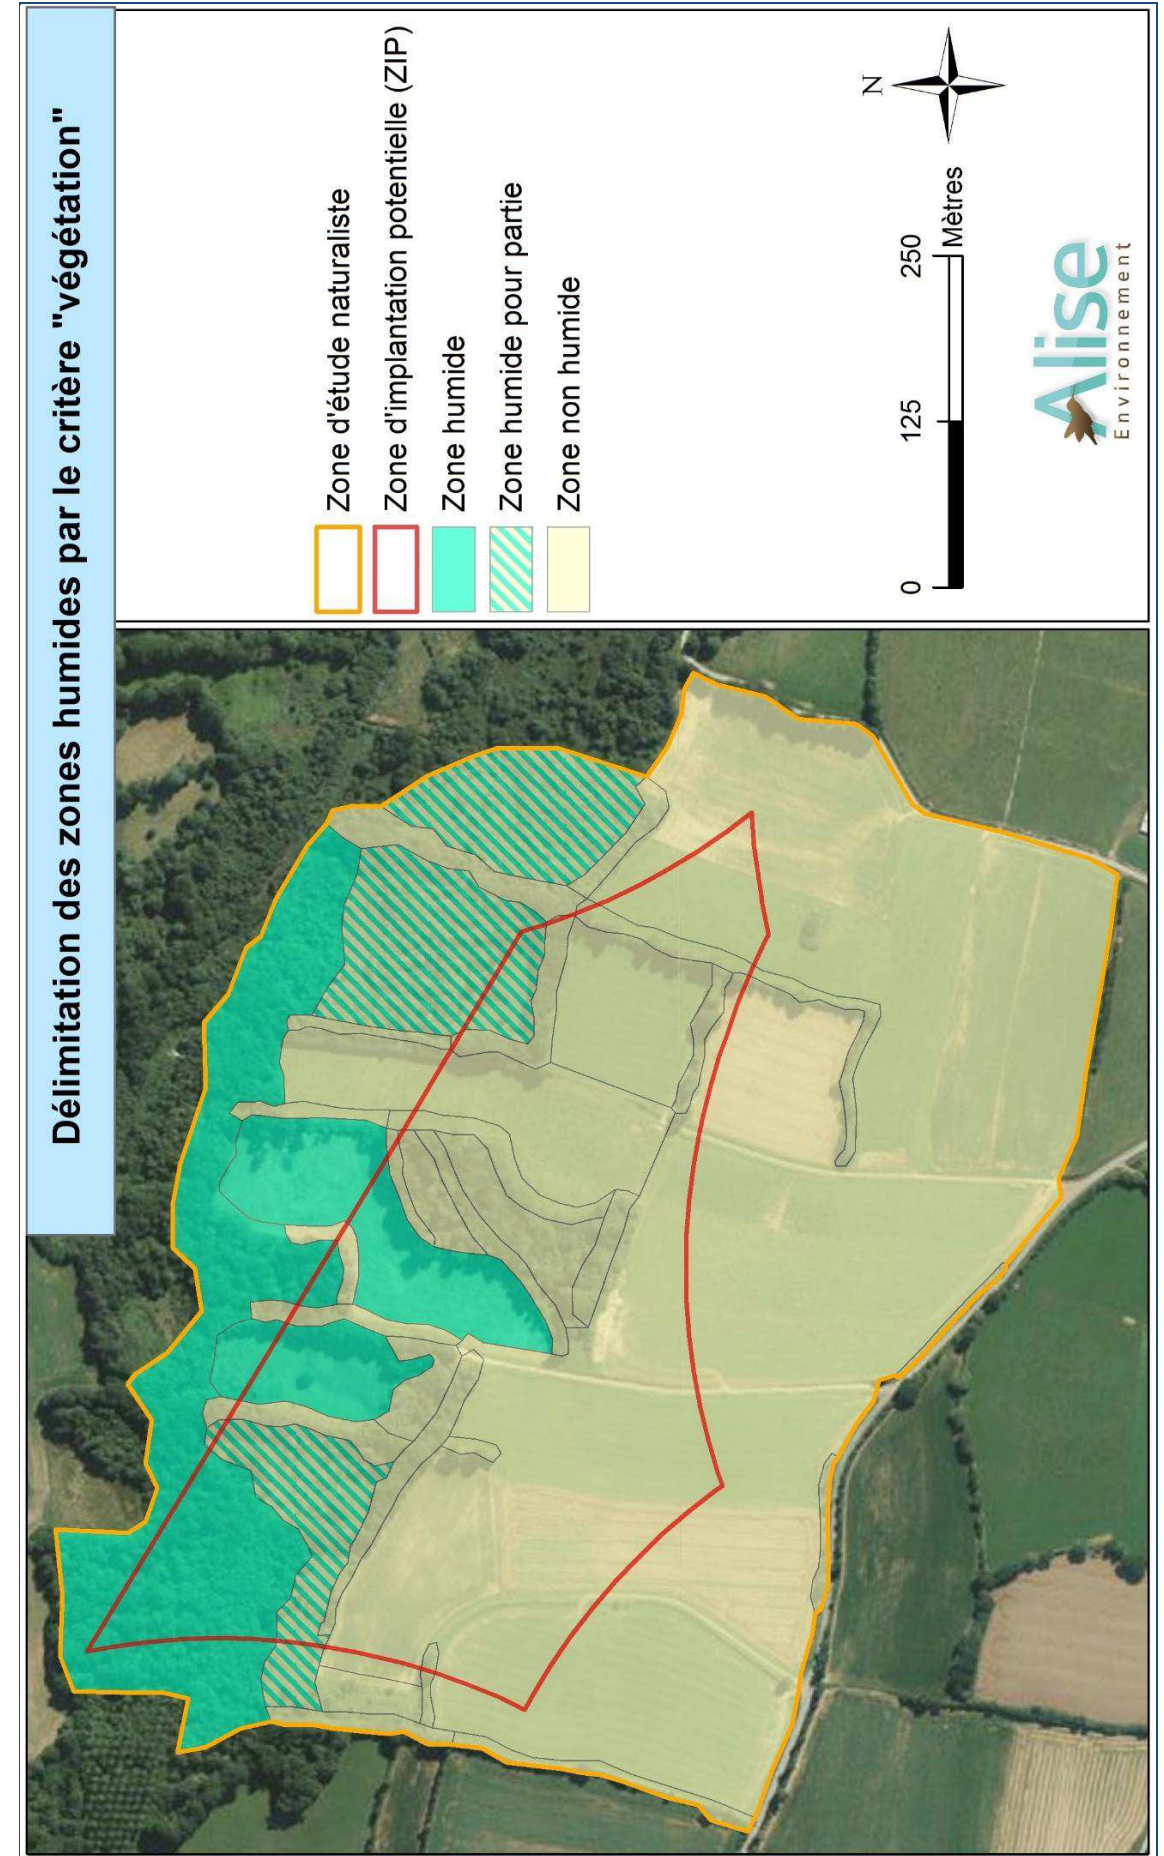 Délimitation des zones humides par le critère "végétation"
Zone d'étude naturaliste
Zone d'implantation potentielle (ZIP)
Zone humide
Zone humide pour partie
Zone non humide
N
0 125 250
Mètres
Alise
Environnement